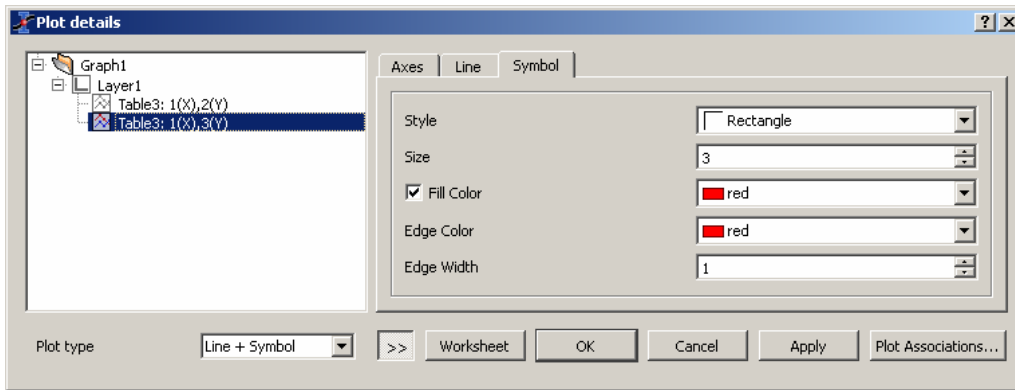 Plot details
Graph1
Layer1
Table3: 1(X),2(Y)
Table3: 1(X),3(Y)
Axes Line Symbol
Style Rectangle
Size 3
Fill Color red
Edge Color red
Edge Width 1
Plot type Line + Symbol >> Worksheet OK Cancel Apply Plot Associations...